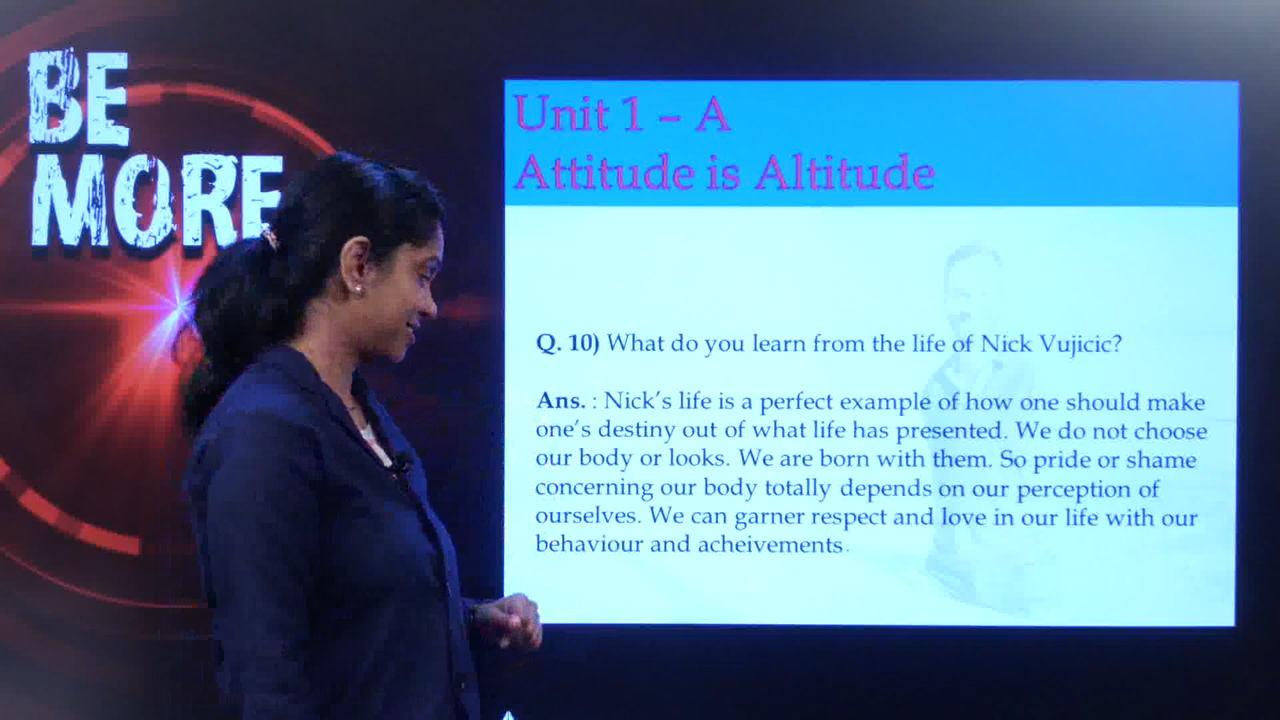 BE
MORE
Unit 1 – A
Attitude is Altitude
Q. 10) What do you learn from the life of Nick Vujicic?
Ans. : Nick's life is a perfect example of how one should make
one's destiny out of what life has presented. We do not choose
our body or looks. We are born with them. So pride or shame
concerning our body totally depends on our perception of
ourselves. We can garner respect and love in our life with our
behaviour and acheivements.